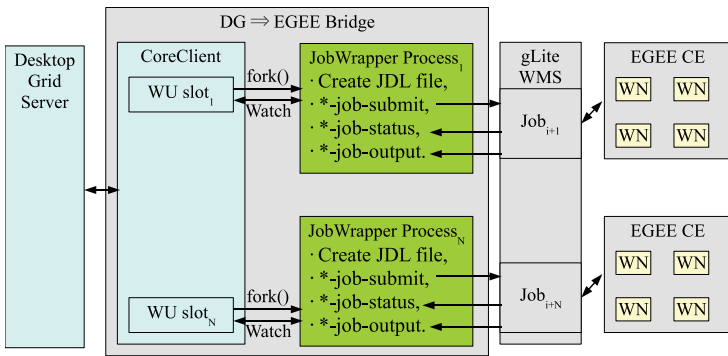 DG ⇒ EGEE Bridge
Desktop
Grid
Server
CoreClient
WU slot1
fork()
Watch
JobWrapper Process1
· Create JDL file,
· *-job-submit,
· *-job-status,
· *-job-output.
gLite
WMS
Jobi+1
EGEE CE
WN WN
WN WN
WU slotN
fork()
Watch
JobWrapper ProcessN
· Create JDL file,
· *-job-submit,
· *-job-status,
· *-job-output.
Jobi+N
EGEE CE
WN WN
WN WN